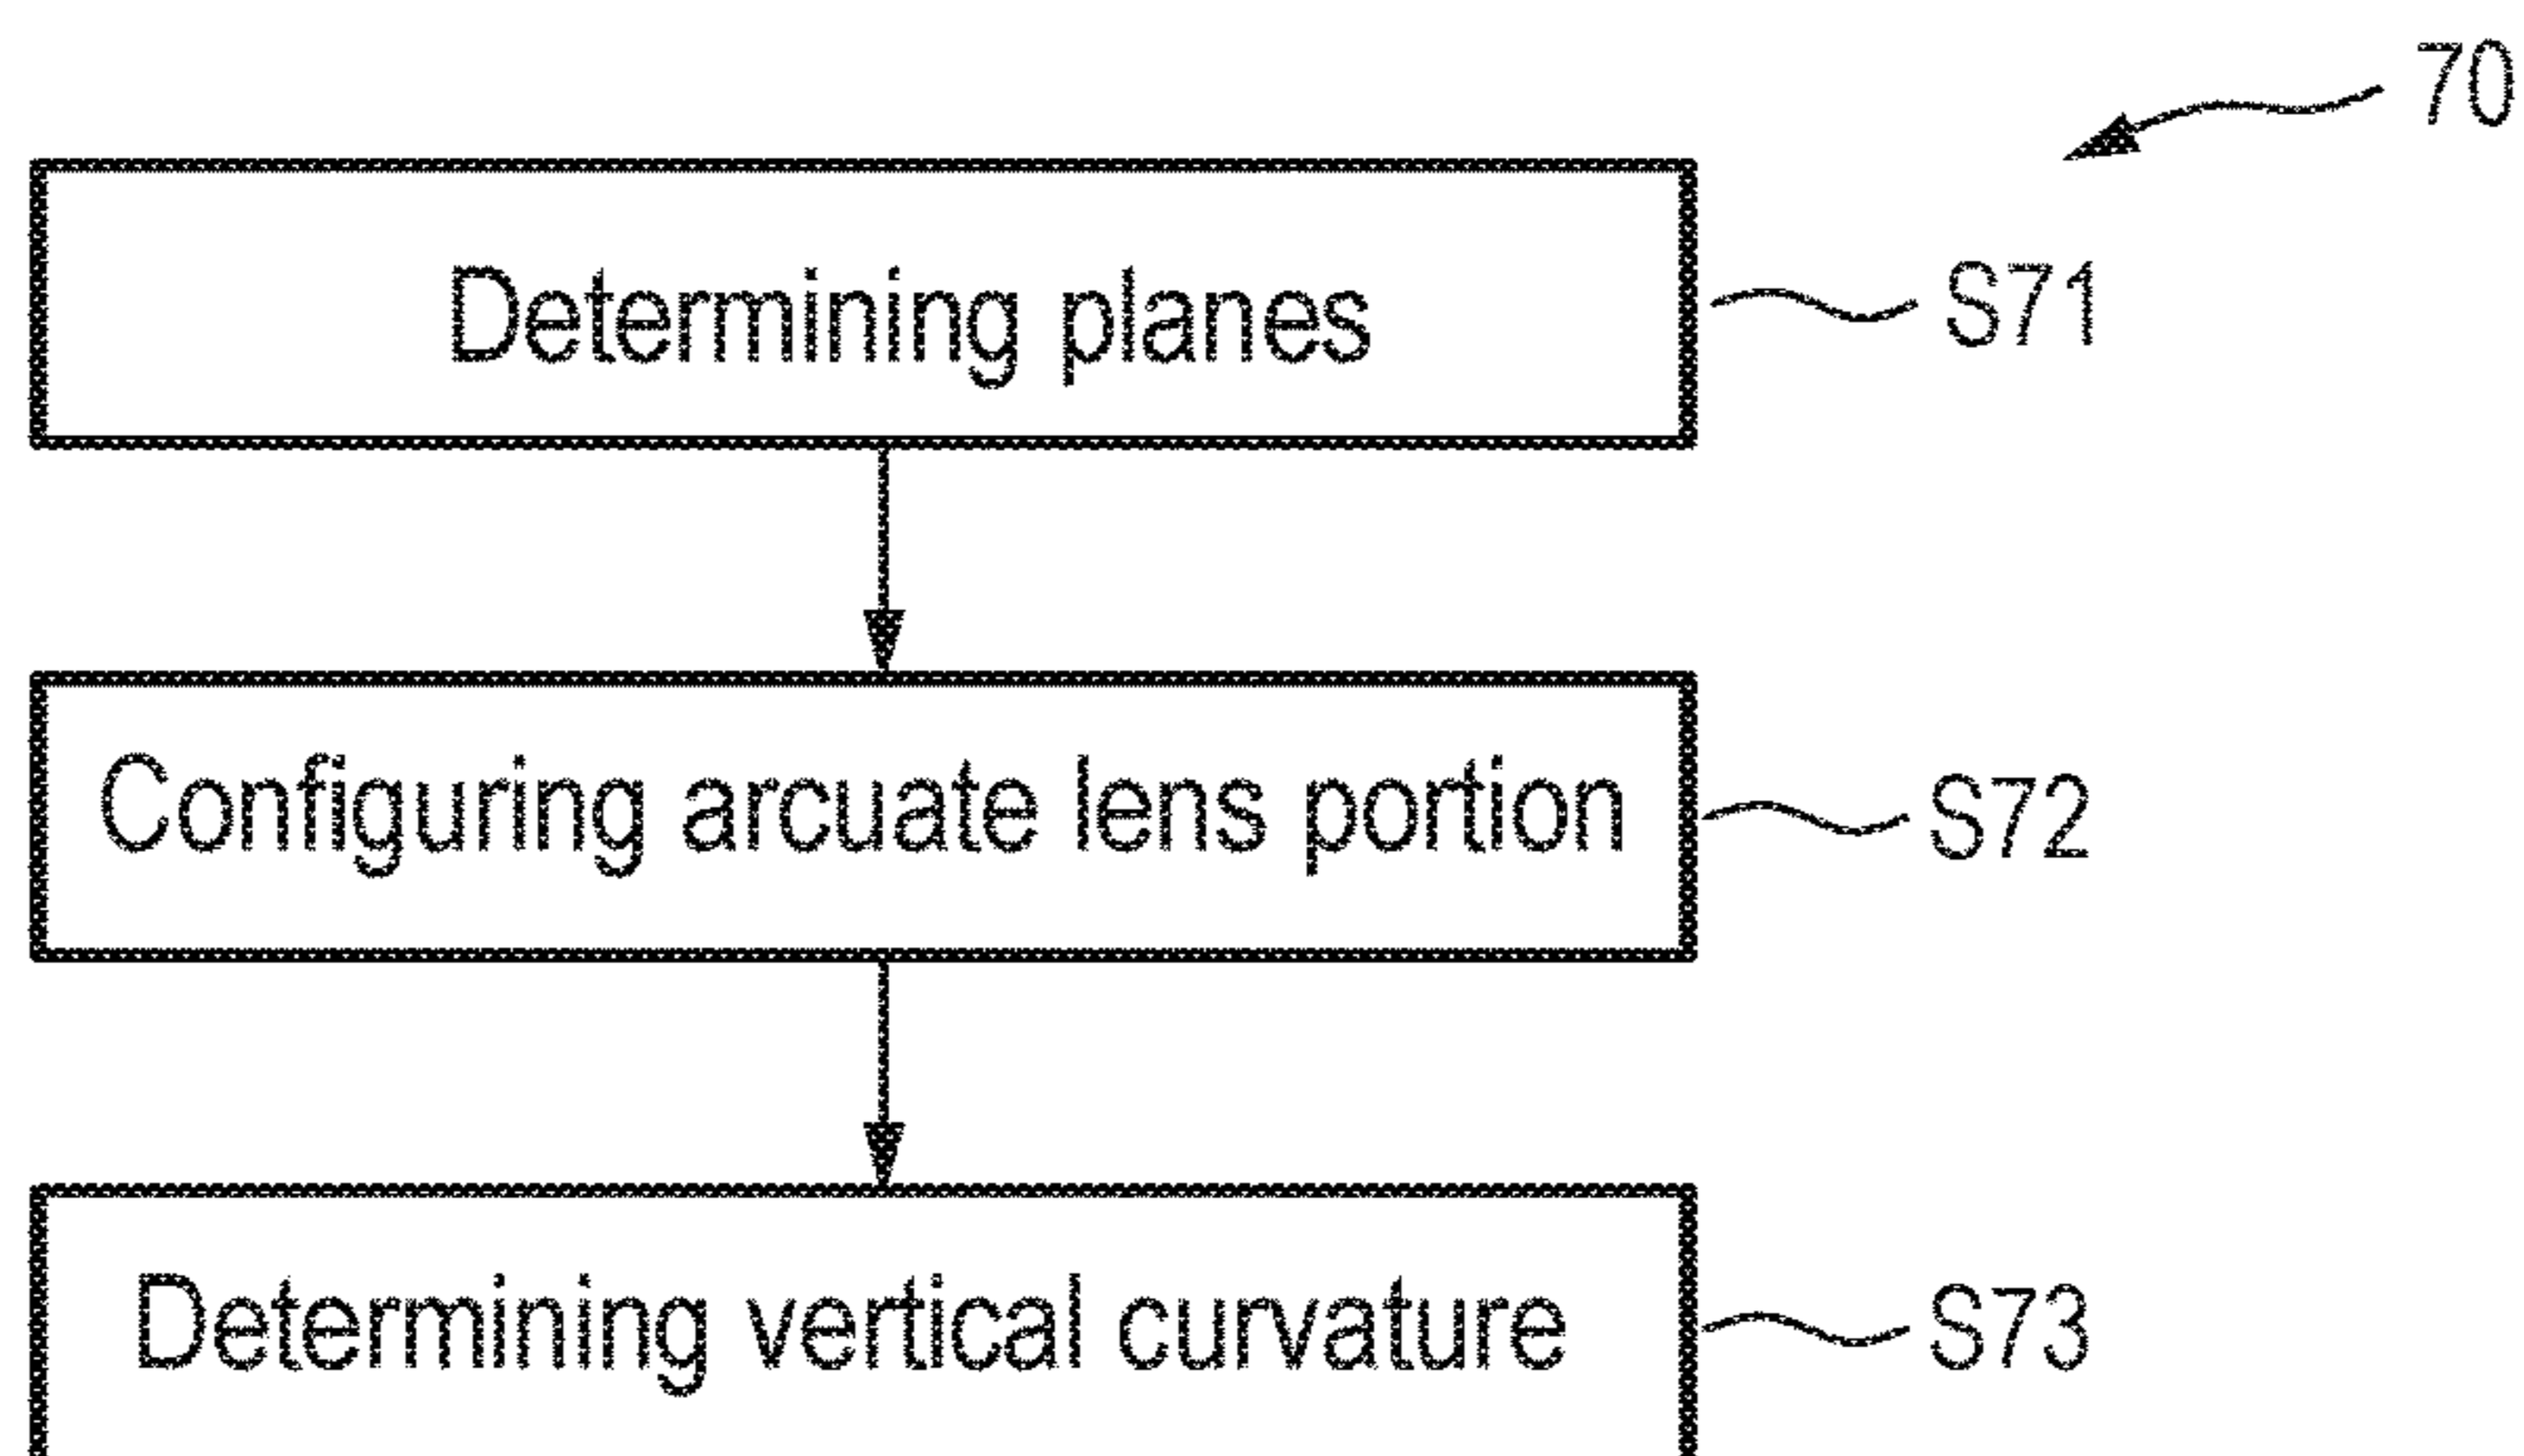 70
Determining planes
S71
Configuring arcuate lens portion
S72
Determining vertical curvature
S73